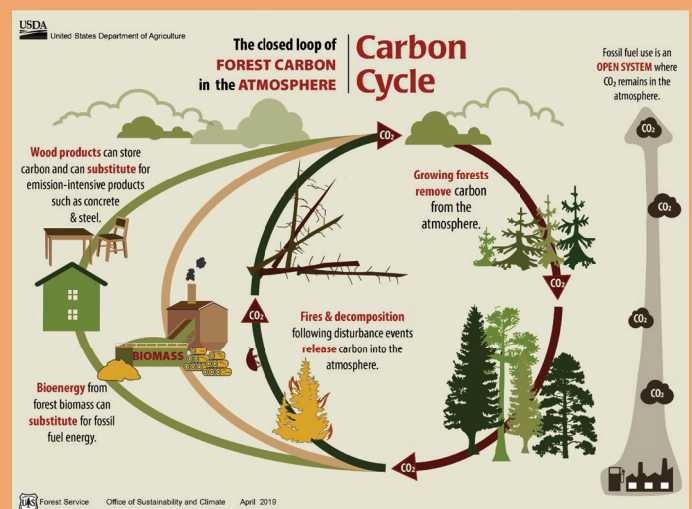 USDA
United States Department of Agriculture
The closed loop of
FOREST CARBON
in the ATMOSPHERE
Carbon
Cycle
Fossil fuel use is an
OPEN SYSTEM where
CO₂ remains in the
atmosphere.
CO₂
CO₂
CO₂
CO₂
CO₂
Wood products can store
carbon and can substitute for
emission-intensive products
such as concrete
& steel.
Growing forests
remove carbon
from the
atmosphere.
CO₂
CO₂
Fires & decomposition
following disturbance events
release carbon into the
atmosphere.
BIOMASS
Bioenergy from
forest biomass can
substitute for fossil
fuel energy.
CO₂
UAS
Forest Service
Office of Sustainability and Climate
April 2019